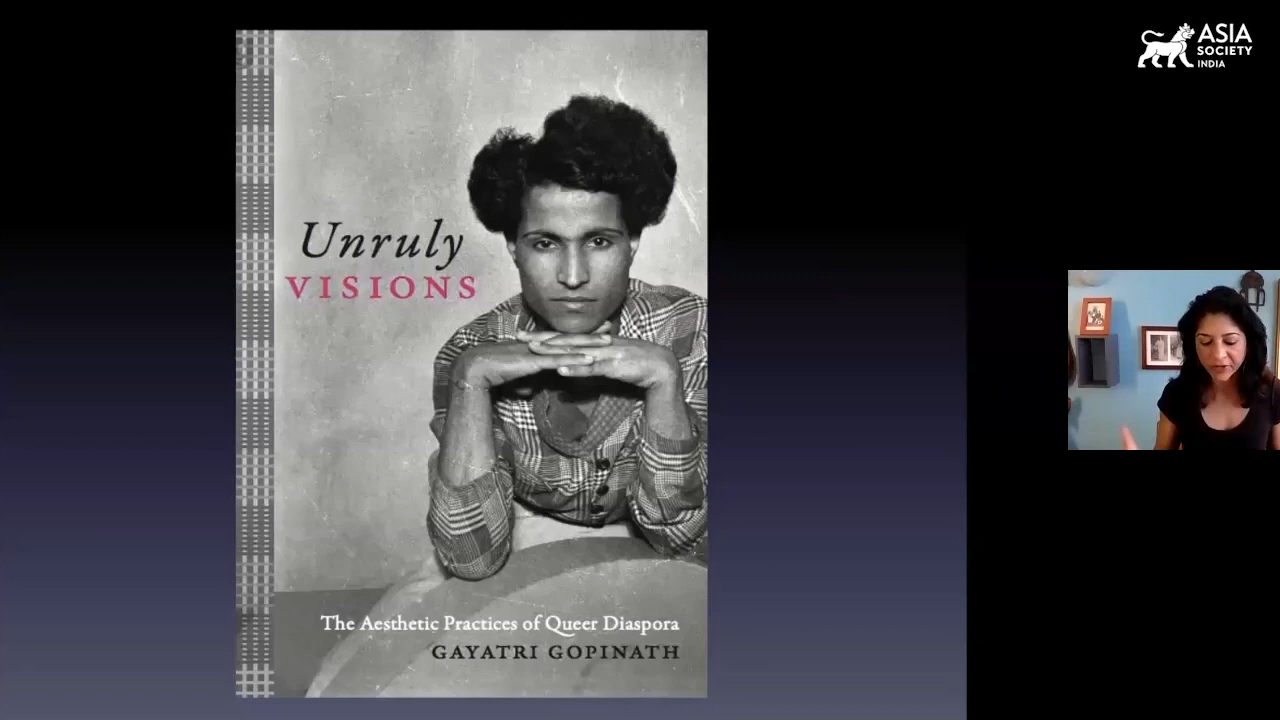 Unruly
VISIONS
The Aesthetic Practices of Queer Diaspora
GAYATRI GOPINATH
ASIA
SOCIETY
INDIA